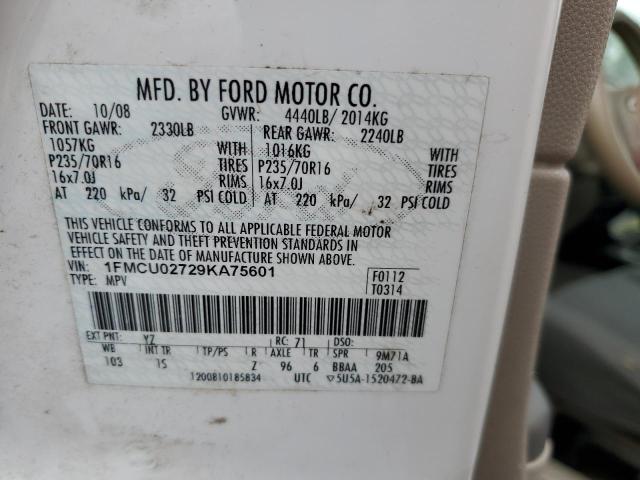 MFD. BY FORD MOTOR CO.
DATE: 10/08 GVWR: 4440LB/ 2014KG
FRONT GAWR: 2330LB REAR GAWR: 2240LB
1057KG WITH 1016KG WITH
P235/70R16 TIRES P235/70R16 TIRES
16x7.0J RIMS 16x7.0J RIMS
AT 220 kPa/ 32 PSI COLD AT 220 kPa/ 32 PSI COLD
THIS VEHICLE CONFORMS TO ALL APPLICABLE FEDERAL MOTOR
VEHICLE SAFETY AND THEFT PREVENTION STANDARDS IN
EFFECT ON THE DATE OF MANUFACTURE SHOWN ABOVE.
VIN: 1FMCU02729KA75601 F0112
TYPE: MPV T0314
EXT PNT: YZ RC: 71 DSO:
WB INT TR TP/PS R AXLE TR SPR 9M71A
103 1S Z 96 6 BBAA 205
1200810185834 UTC ▽5U5A-1520472-BA